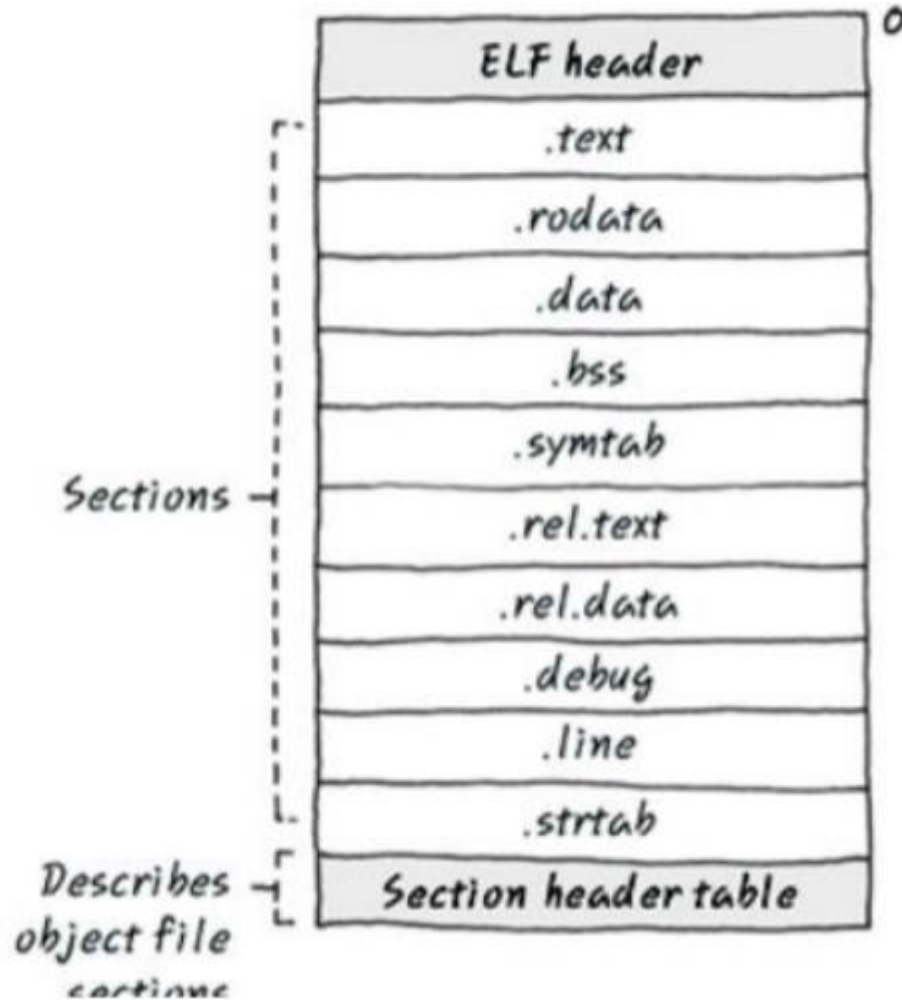 0
ELF header
.text
.rodata
.data
.bss
.symtab
Sections
.rel.text
.rel.data
.debug
.line
.strtab
Describes
object file
sections
Section header table